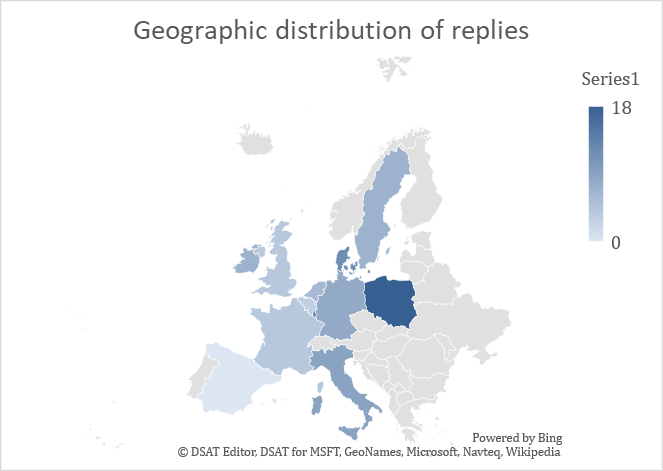 Geographic distribution of replies
Series1
18
0
Powered by Bing
© DSAT Editor, DSAT for MSFT, GeoNames, Microsoft, Navteq, Wikipedia